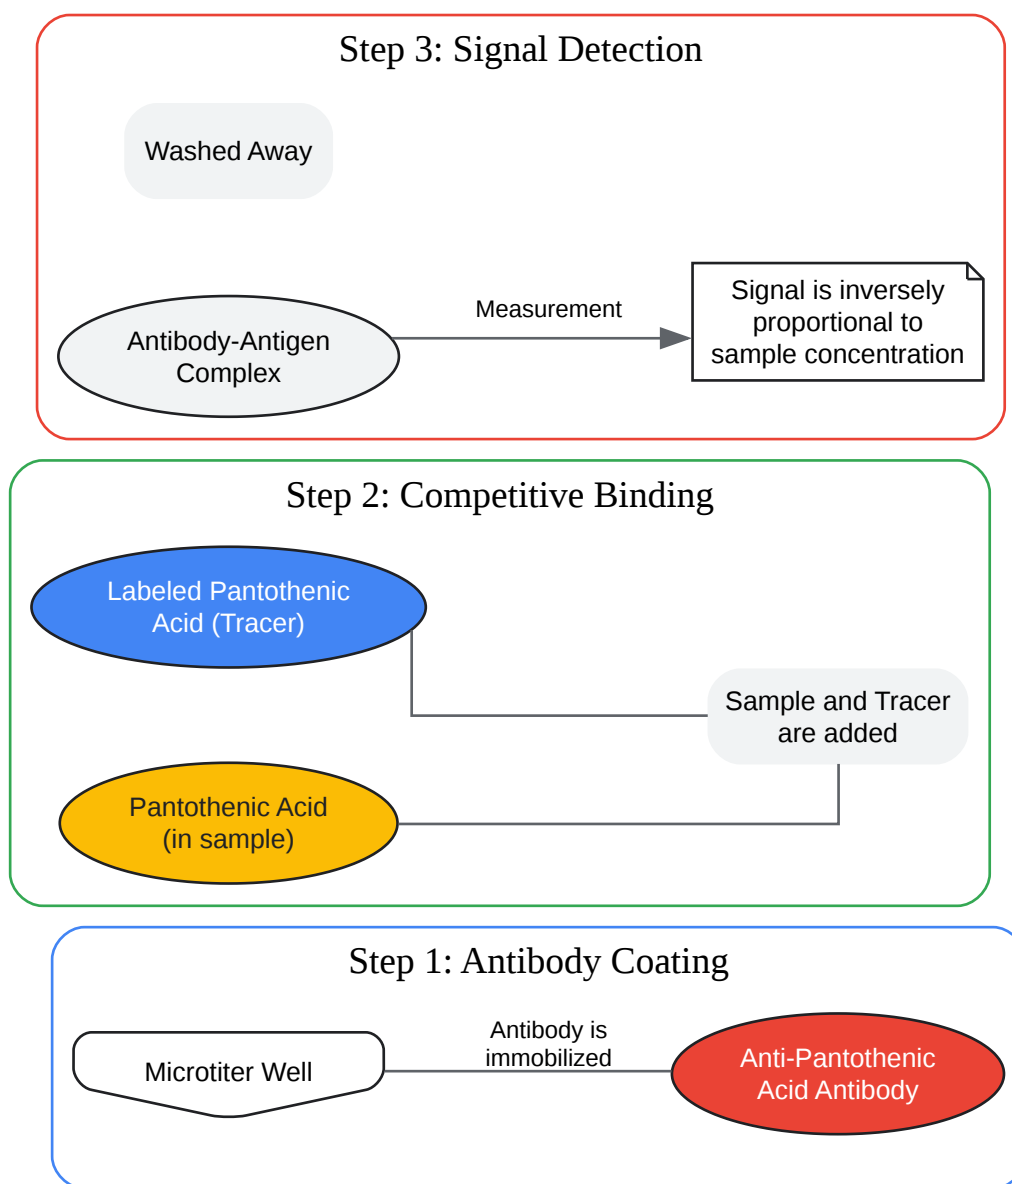 Step 3: Signal Detection
Washed Away
Antibody-Antigen
Complex
Measurement
Signal is inversely
proportional to
sample concentration
Step 2: Competitive Binding
Labeled Pantothenic
Acid (Tracer)
Sample and Tracer
are added
Pantothenic Acid
(in sample)
Step 1: Antibody Coating
Microtiter Well
Antibody is
immobilized
Anti-Pantothenic
Acid Antibody